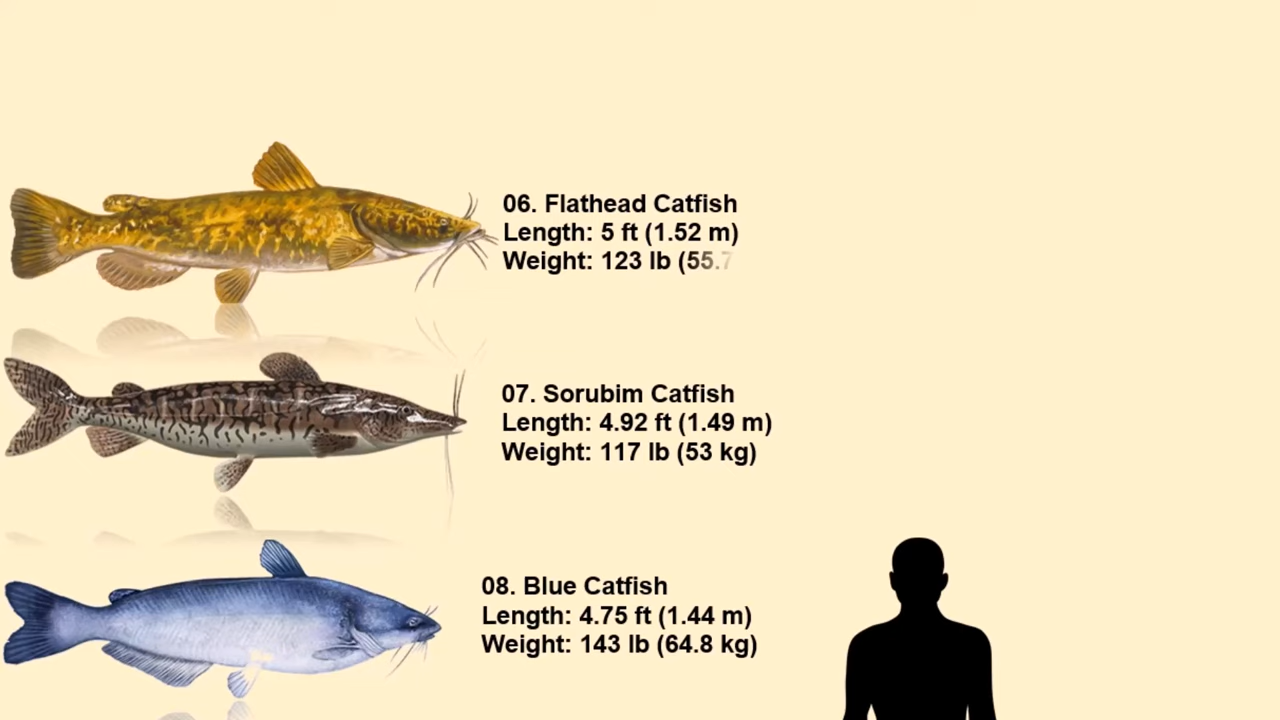 06. Flathead Catfish
Length: 5 ft (1.52 m)
Weight: 123 lb (55.7
07. Sorubim Catfish
Length: 4.92 ft (1.49 m)
Weight: 117 lb (53 kg)
08. Blue Catfish
Length: 4.75 ft (1.44 m)
Weight: 143 lb (64.8 kg)